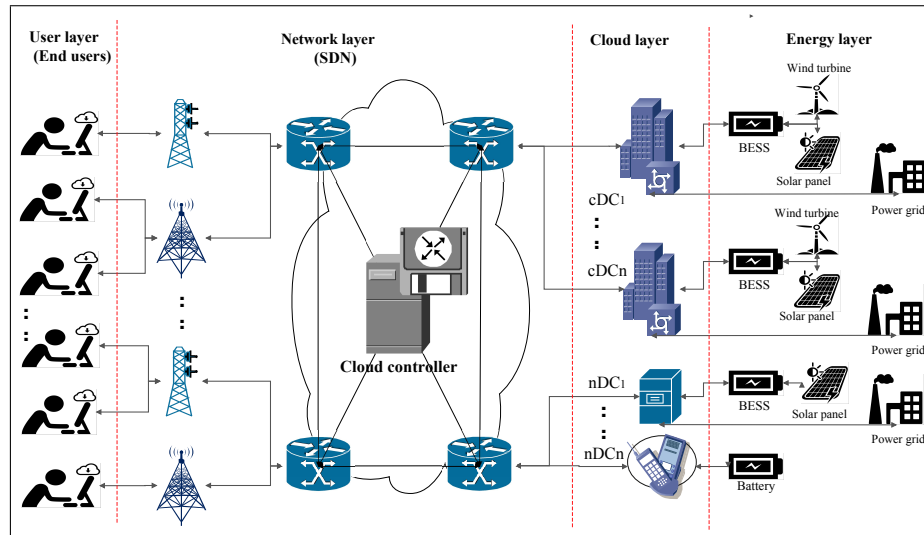 User layer
(End users)
Network layer
(SDN)
Cloud layer
Energy layer
Wind turbine
BESS
Solar panel
Power grid
cDC1
cDCn
Wind turbine
BESS
Solar panel
Power grid
Cloud controller
nDC1
BESS
Solar panel
Power grid
nDCn
Battery